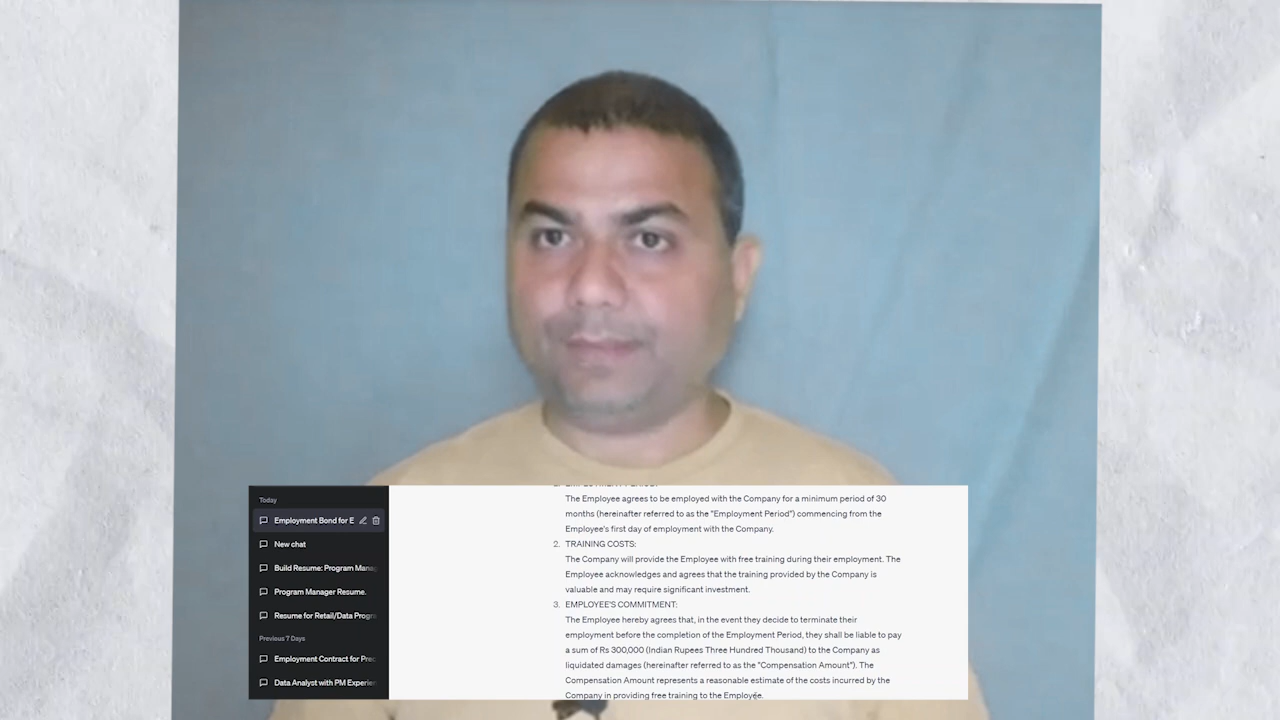 Today
Employment Bond for E
New chat
Build Resume: Program Mana
Program Manager Resume.
Resume for Retail/Data Progra
Previous 7 Days
Employment Contract for Prec
Data Analyst with PM Experien
The Employee agrees to be employed with the Company for a minimum period of 30
months (hereinafter referred to as the "Employment Period") commencing from the
Employee's first day of employment with the Company.
2. TRAINING COSTS:
The Company will provide the Employee with free training during their employment. The
Employee acknowledges and agrees that the training provided by the Company is
valuable and may require significant investment.
3. EMPLOYEE'S COMMITMENT:
The Employee hereby agrees that, in the event they decide to terminate their
employment before the completion of the Employment Period, they shall be liable to pay
a sum of Rs 300,000 (Indian Rupees Three Hundred Thousand) to the Company as
liquidated damages (hereinafter referred to as the "Compensation Amount"). The
Compensation Amount represents a reasonable estimate of the costs incurred by the
Company in providing free training to the Employee.